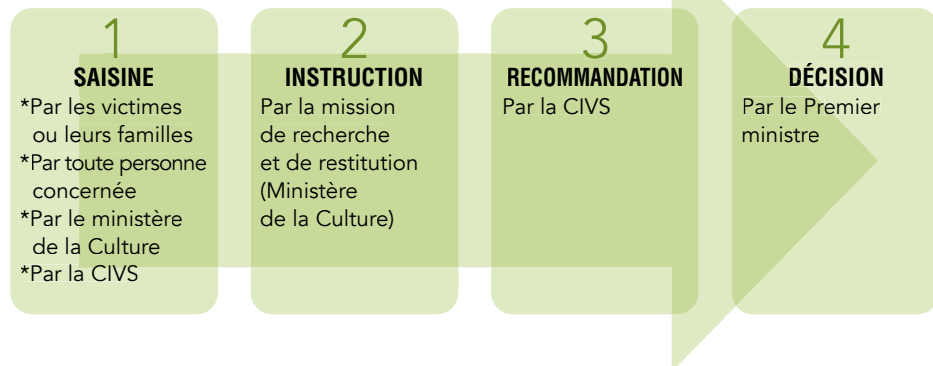 1
SAISINE
*Par les victimes
ou leurs familles
*Par toute personne
concernée
*Par le ministère
de la Culture
*Par la CIVS
2
INSTRUCTION
Par la mission
de recherche
et de restitution
(Ministère
de la Culture)
3
RECOMMANDATION
Par la CIVS
4
DÉCISION
Par le Premier
ministre